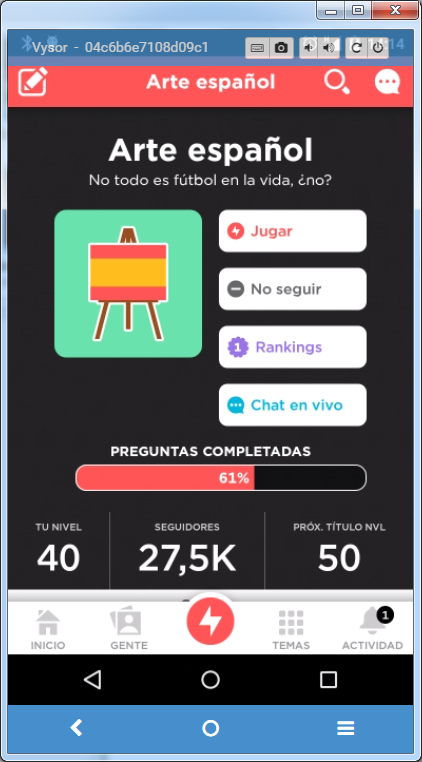 Vysor - 04c6b6e7108d09c1
Arte español
Arte español
No todo es fútbol en la vida, ¿no?
Jugar
No seguir
1 Rankings
Chat en vivo
PREGUNTAS COMPLETADAS
61%
TU NIVEL
40
SEGUIDORES
27,5K
PRÓX. TÍTULO NVL
50
1
INICIO
GENTE
TEMAS
ACTIVIDAD